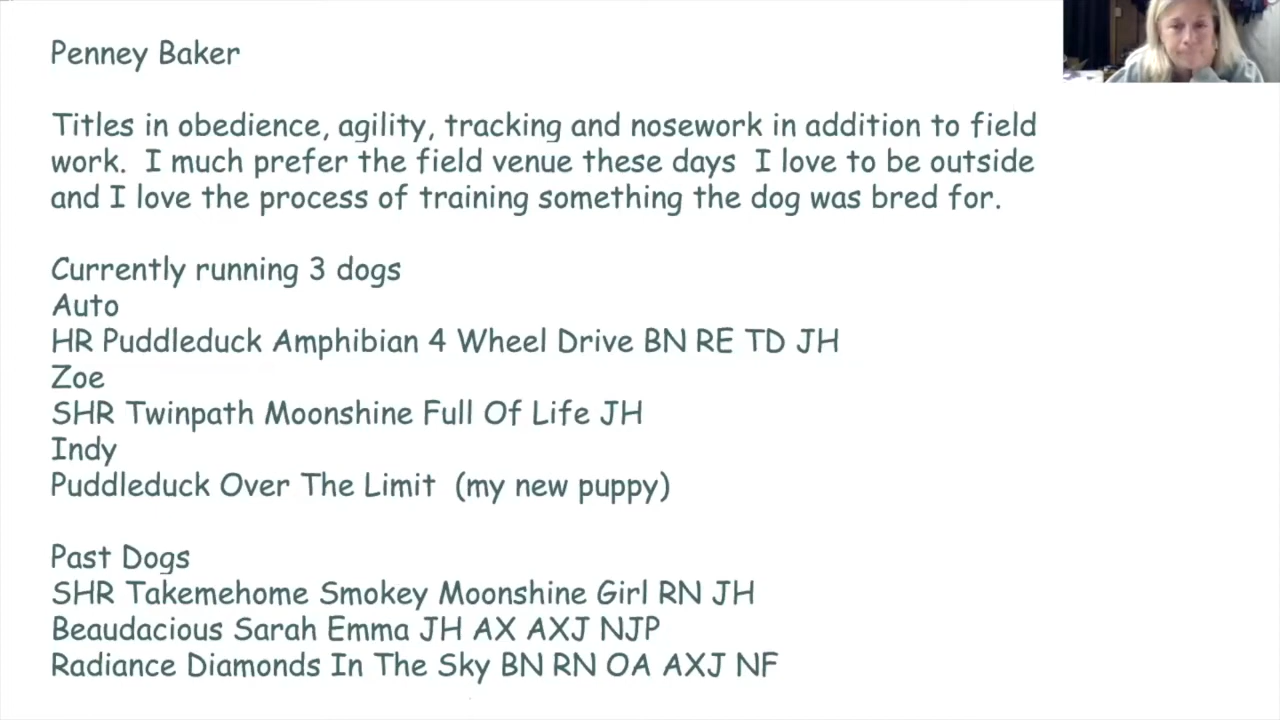 Penney Baker
Titles in obedience, agility, tracking and nosework in addition to field
work.  I much prefer the field venue these days  I love to be outside
and I love the process of training something the dog was bred for.
Currently running 3 dogs
Auto
HR Puddleduck Amphibian 4 Wheel Drive BN RE TD JH
Zoe
SHR Twinpath Moonshine Full Of Life JH
Indy
Puddleduck Over The Limit  (my new puppy)
Past Dogs
SHR Takemehome Smokey Moonshine Girl RN JH
Beaudacious Sarah Emma JH AX AXJ NJP
Radiance Diamonds In The Sky BN RN OA AXJ NF